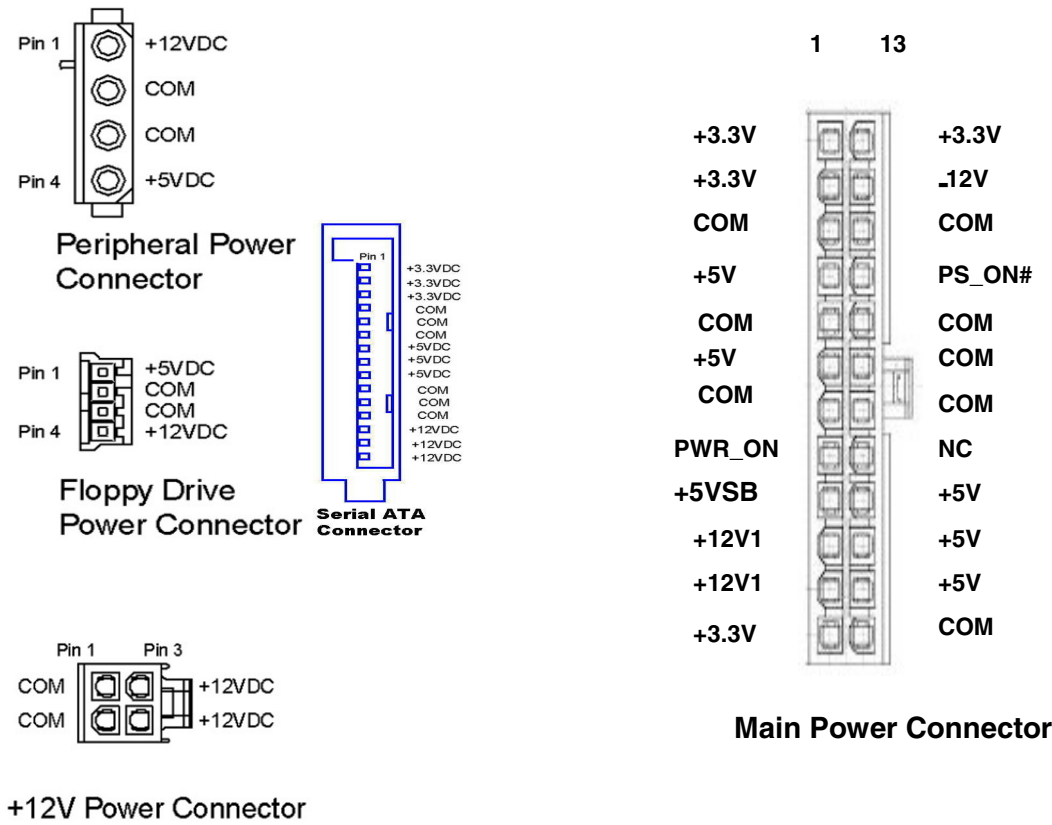 Pin 1
+12VDC
COM
COM
Pin 4
+5VDC
Peripheral Power
Connector
Pin 1
+5VDC
COM
COM
Pin 4
+12VDC
Floppy Drive
Power Connector
Pin 1
+3.3VDC
+3.3VDC
+3.3VDC
COM
COM
COM
+5VDC
+5VDC
+5VDC
COM
COM
COM
+12VDC
+12VDC
+12VDC
Serial ATA
Connector
Pin 1 Pin 3
COM +12VDC
COM +12VDC
+12V Power Connector
1 13
+3.3V +3.3V
+3.3V -12V
COM COM
+5V PS_ON#
COM COM
+5V COM
COM COM
PWR_ON NC
+5VSB +5V
+12V1 +5V
+12V1 +5V
+3.3V COM
Main Power Connector